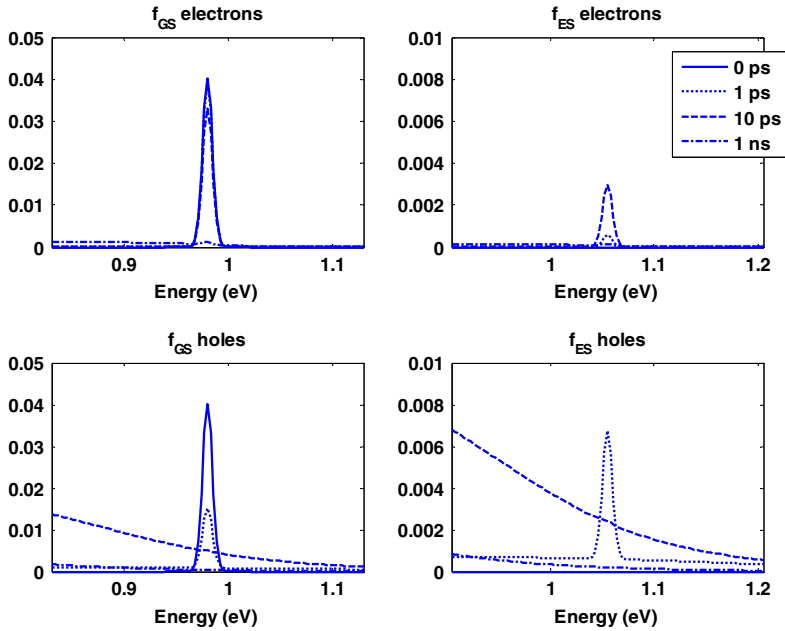 f_GS electrons
0.05
0.04
0.03
0.02
0.01
0
0.9 1 1.1
Energy (eV)
f_ES electrons
0.01
0.008
0.006
0.004
0.002
0
1 1.1 1.2
Energy (eV)
0 ps
1 ps
10 ps
1 ns
f_GS holes
0.05
0.04
0.03
0.02
0.01
0
0.9 1 1.1
Energy (eV)
f_ES holes
0.01
0.008
0.006
0.004
0.002
0
1 1.1 1.2
Energy (eV)